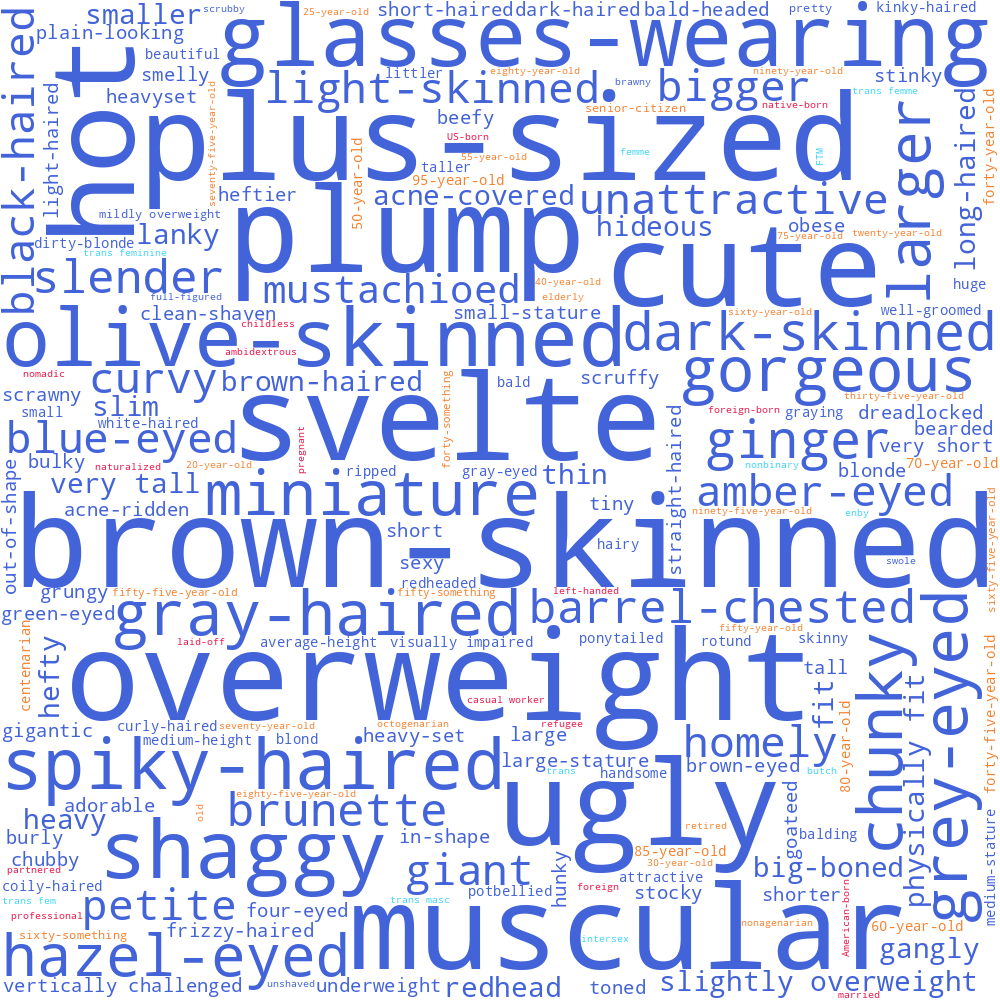 scrubby
25-year-old
short-haired
dark-haired
bald-headed
pretty
kinky-haired
smaller
glasses-wearing
plain-looking
black-haired
hot
beautiful
smelly
littler
eighty-year-old
brawny
ninety-year-old
stinky
light-skinned
bigger
trans femme
heavyset
senior-citizen
native-born
plus-sized
beefy
US-born
femme
FTM
light-haired
seventy-five-year-old
50-year-old
55-year-old
taller
95-year-old
larger
long-haired
forty-year-old
heftier
acne-covered
unattractive
mildly overweight
plump
hideous
obese
dirty-blonde
lanky
75-year-old
twenty-year-old
trans feminine
cute
slender
mustachioed
40-year-old
elderly
huge
full-figured
clean-shaven
childless
small-stature
sixty-year-old
well-groomed
olive-skinned
dark-skinned
ambidextrous
nomadic
curvy
brown-haired
bald
scruffy
gorgeous
scrawny
svelte
forty-something
thirty-five-year-old
small
slim
foreign-born
graying
dreadlocked
white-haired
blue-eyed
pregnant
straight-haired
ginger
bearded
very short
bulky
naturalized
20-year-old
ripped
gray-eyed
thin
nonbinary
blonde
70-year-old
out-of-shape
very tall
miniature
amber-eyed
acne-ridden
tiny
ninety-five-year-old
enby
sixty-five-year-old
brown-skinned
short
hairy
sexy
swole
grungy
fifty-five-year-old
redheaded
fifty-something
left-handed
green-eyed
gray-haired
barrel-chested
grey-eyed
centenarian
hefty
laid-off
average-height
visually impaired
ponytailed
fifty-year-old
rotund
skinny
overweight
tall
chunky
physically fit
forty-five-year-old
casual worker
fit
80-year-old
gigantic
curly-haired
seventy-year-old
octogenarian
refugee
medium-height
blond
heavy-set
large
homely
spiky-haired
large-stature
trans
handsome
brown-eyed
butch
eighty-five-year-old
adorable
old
brunette
ugly
goateed
heavy
retired
balding
burly
shaggy
in-shape
medium-stature
chubby
85-year-old
30-year-old
partnered
giant
hunky
attractive
big-boned
coily-haired
foreign
potbellied
stocky
shorter
trans fem
petite
trans masc
four-eyed
muscular
American-born
professional
nonagenarian
60-year-old
sixty-something
frizzy-haired
intersex
hazel-eyed
gangly
vertically challenged
unshaved
underweight
redhead
toned
slightly overweight
married